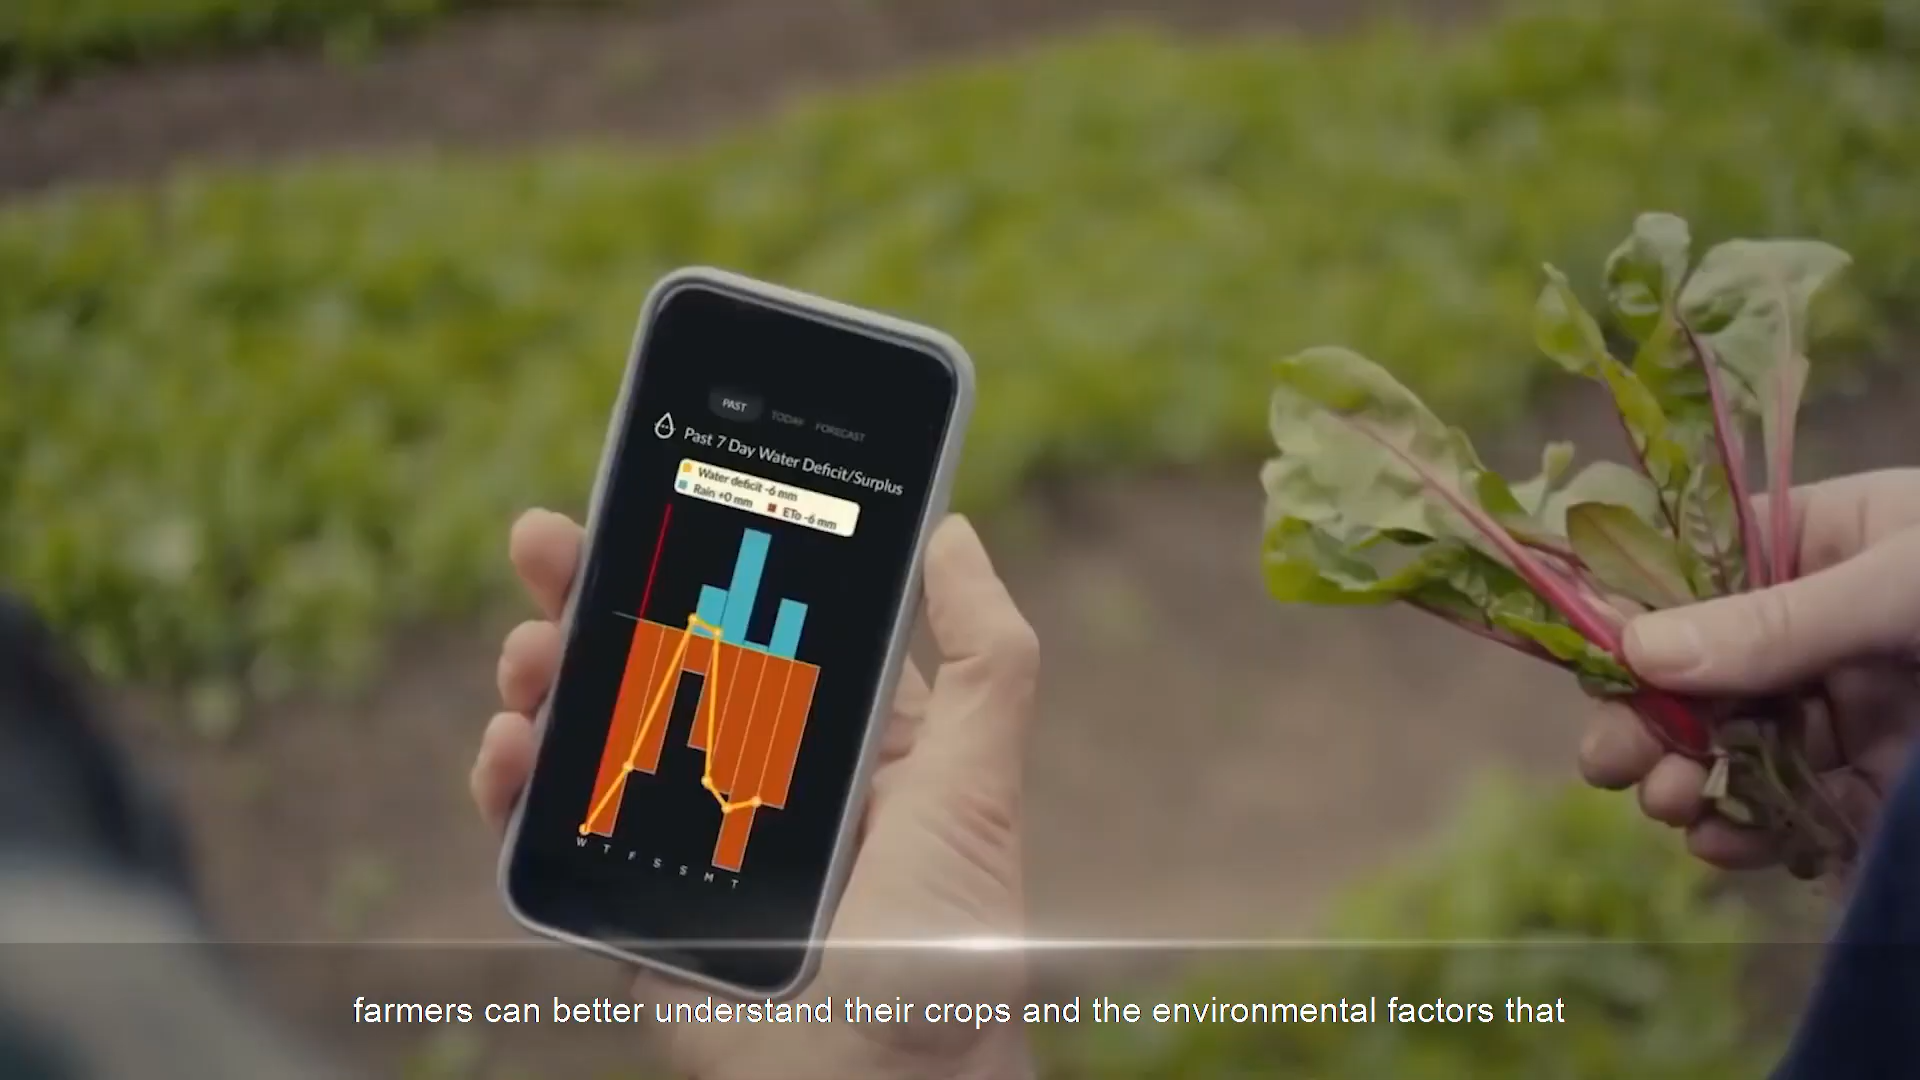 PAST TODAY FORECAST
Past 7 Day Water Deficit/Surplus
Water deficit -6 mm
Rain +0 mm ETo -6 mm
W T F S S M T
farmers can better understand their crops and the environmental factors that